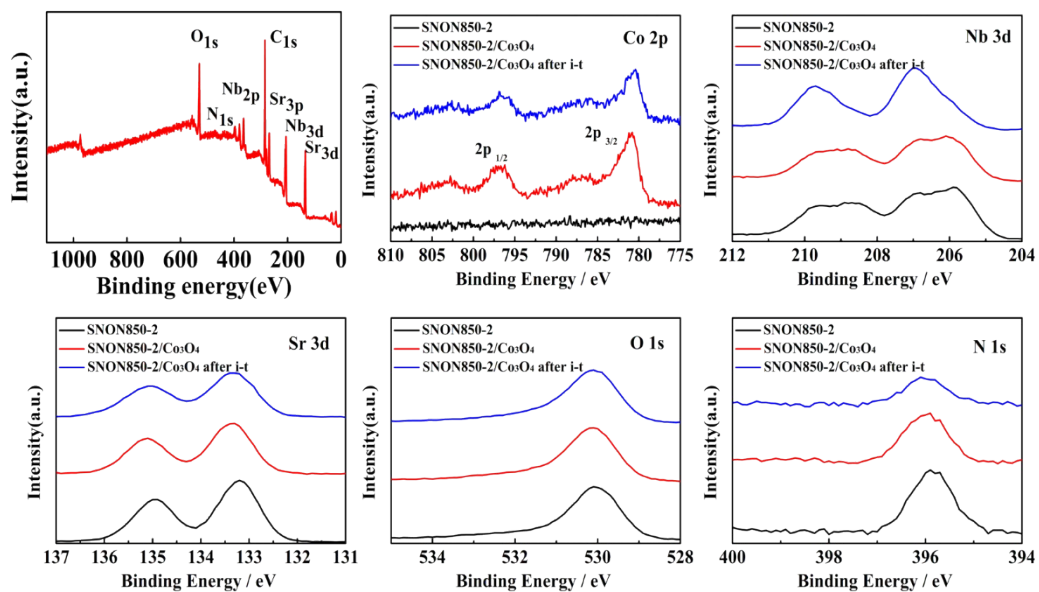 Intensity(a.u.)
O1s
C1s
N1s
Nb2p
Sr3p
Nb3d
Sr3d
1000 800 600 400 200 0
Binding energy(eV)
SNON850-2
SNON850-2/Co₃O₄
SNON850-2/Co₃O₄ after i-t
Co 2p
2p 1/2
2p 3/2
Intensity(a.u.)
810 805 800 795 790 785 780 775
Binding Energy / eV
SNON850-2
SNON850-2/Co₃O₄
SNON850-2/Co₃O₄ after i-t
Nb 3d
Intensity(a.u.)
212 210 208 206 204
Binding Energy / eV
SNON850-2
SNON850-2/Co₃O₄
SNON850-2/Co₃O₄ after i-t
Sr 3d
Intensity(a.u.)
137 136 135 134 133 132 131
Binding Energy / eV
SNON850-2
SNON850-2/Co₃O₄
SNON850-2/Co₃O₄ after i-t
O 1s
Intensity(a.u.)
534 532 530 528
Binding Energy / eV
SNON850-2
SNON850-2/Co₃O₄
SNON850-2/Co₃O₄ after i-t
N 1s
Intensity(a.u.)
400 398 396 394
Binding Energy / eV